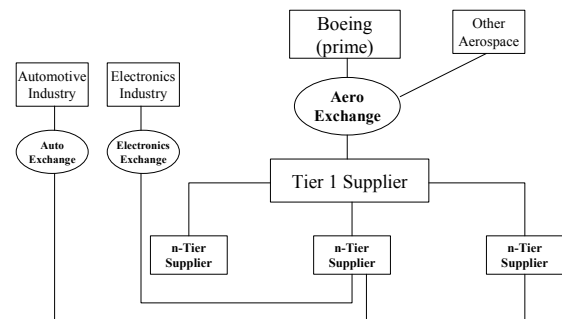 Boeing
(prime)
Other
Aerospace
Automotive
Industry
Electronics
Industry
Aero
Exchange
Auto
Exchange
Electronics
Exchange
Tier 1 Supplier
n-Tier
Supplier
n-Tier
Supplier
n-Tier
Supplier